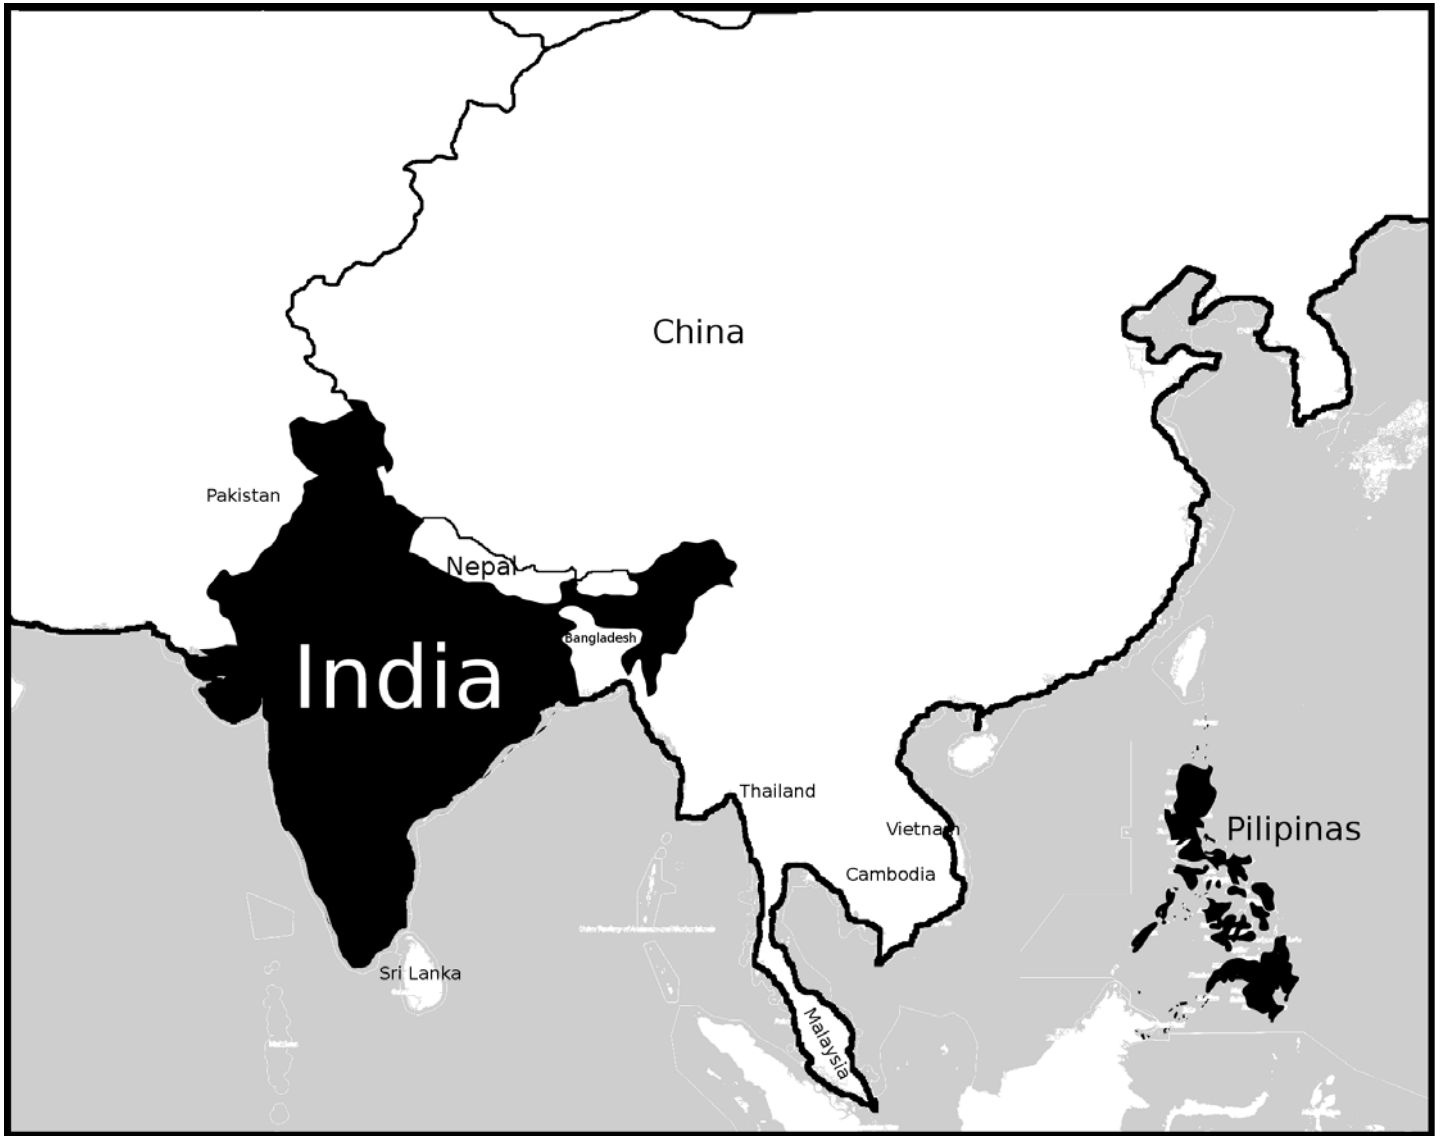 China
Pakistan
Nepal
Bangladesh
India
Thailand
Vietnam
Pilipinas
Cambodia
Sri Lanka
Malaysia